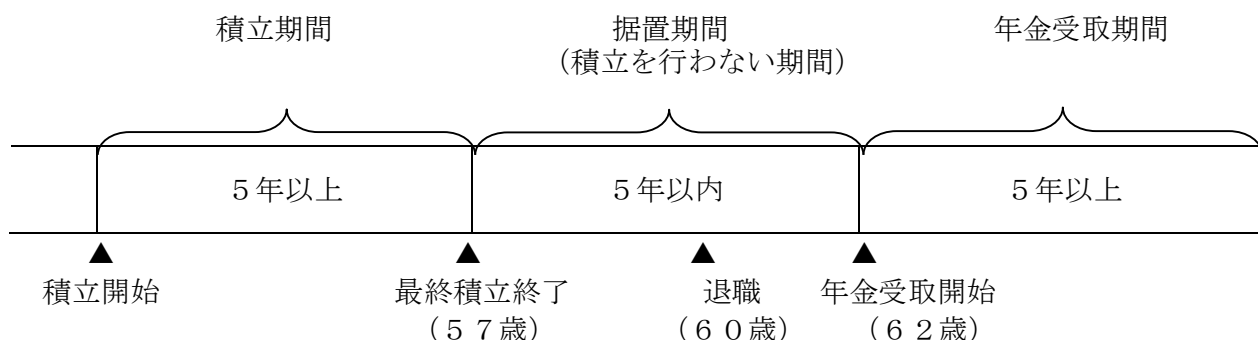 積立期間
据置期間
(積立を行わない期間)
年金受取期間
５年以上
５年以内
５年以上
積立開始
最終積立終了
(５７歳)
退職
(６０歳)
年金受取開始
(６２歳)